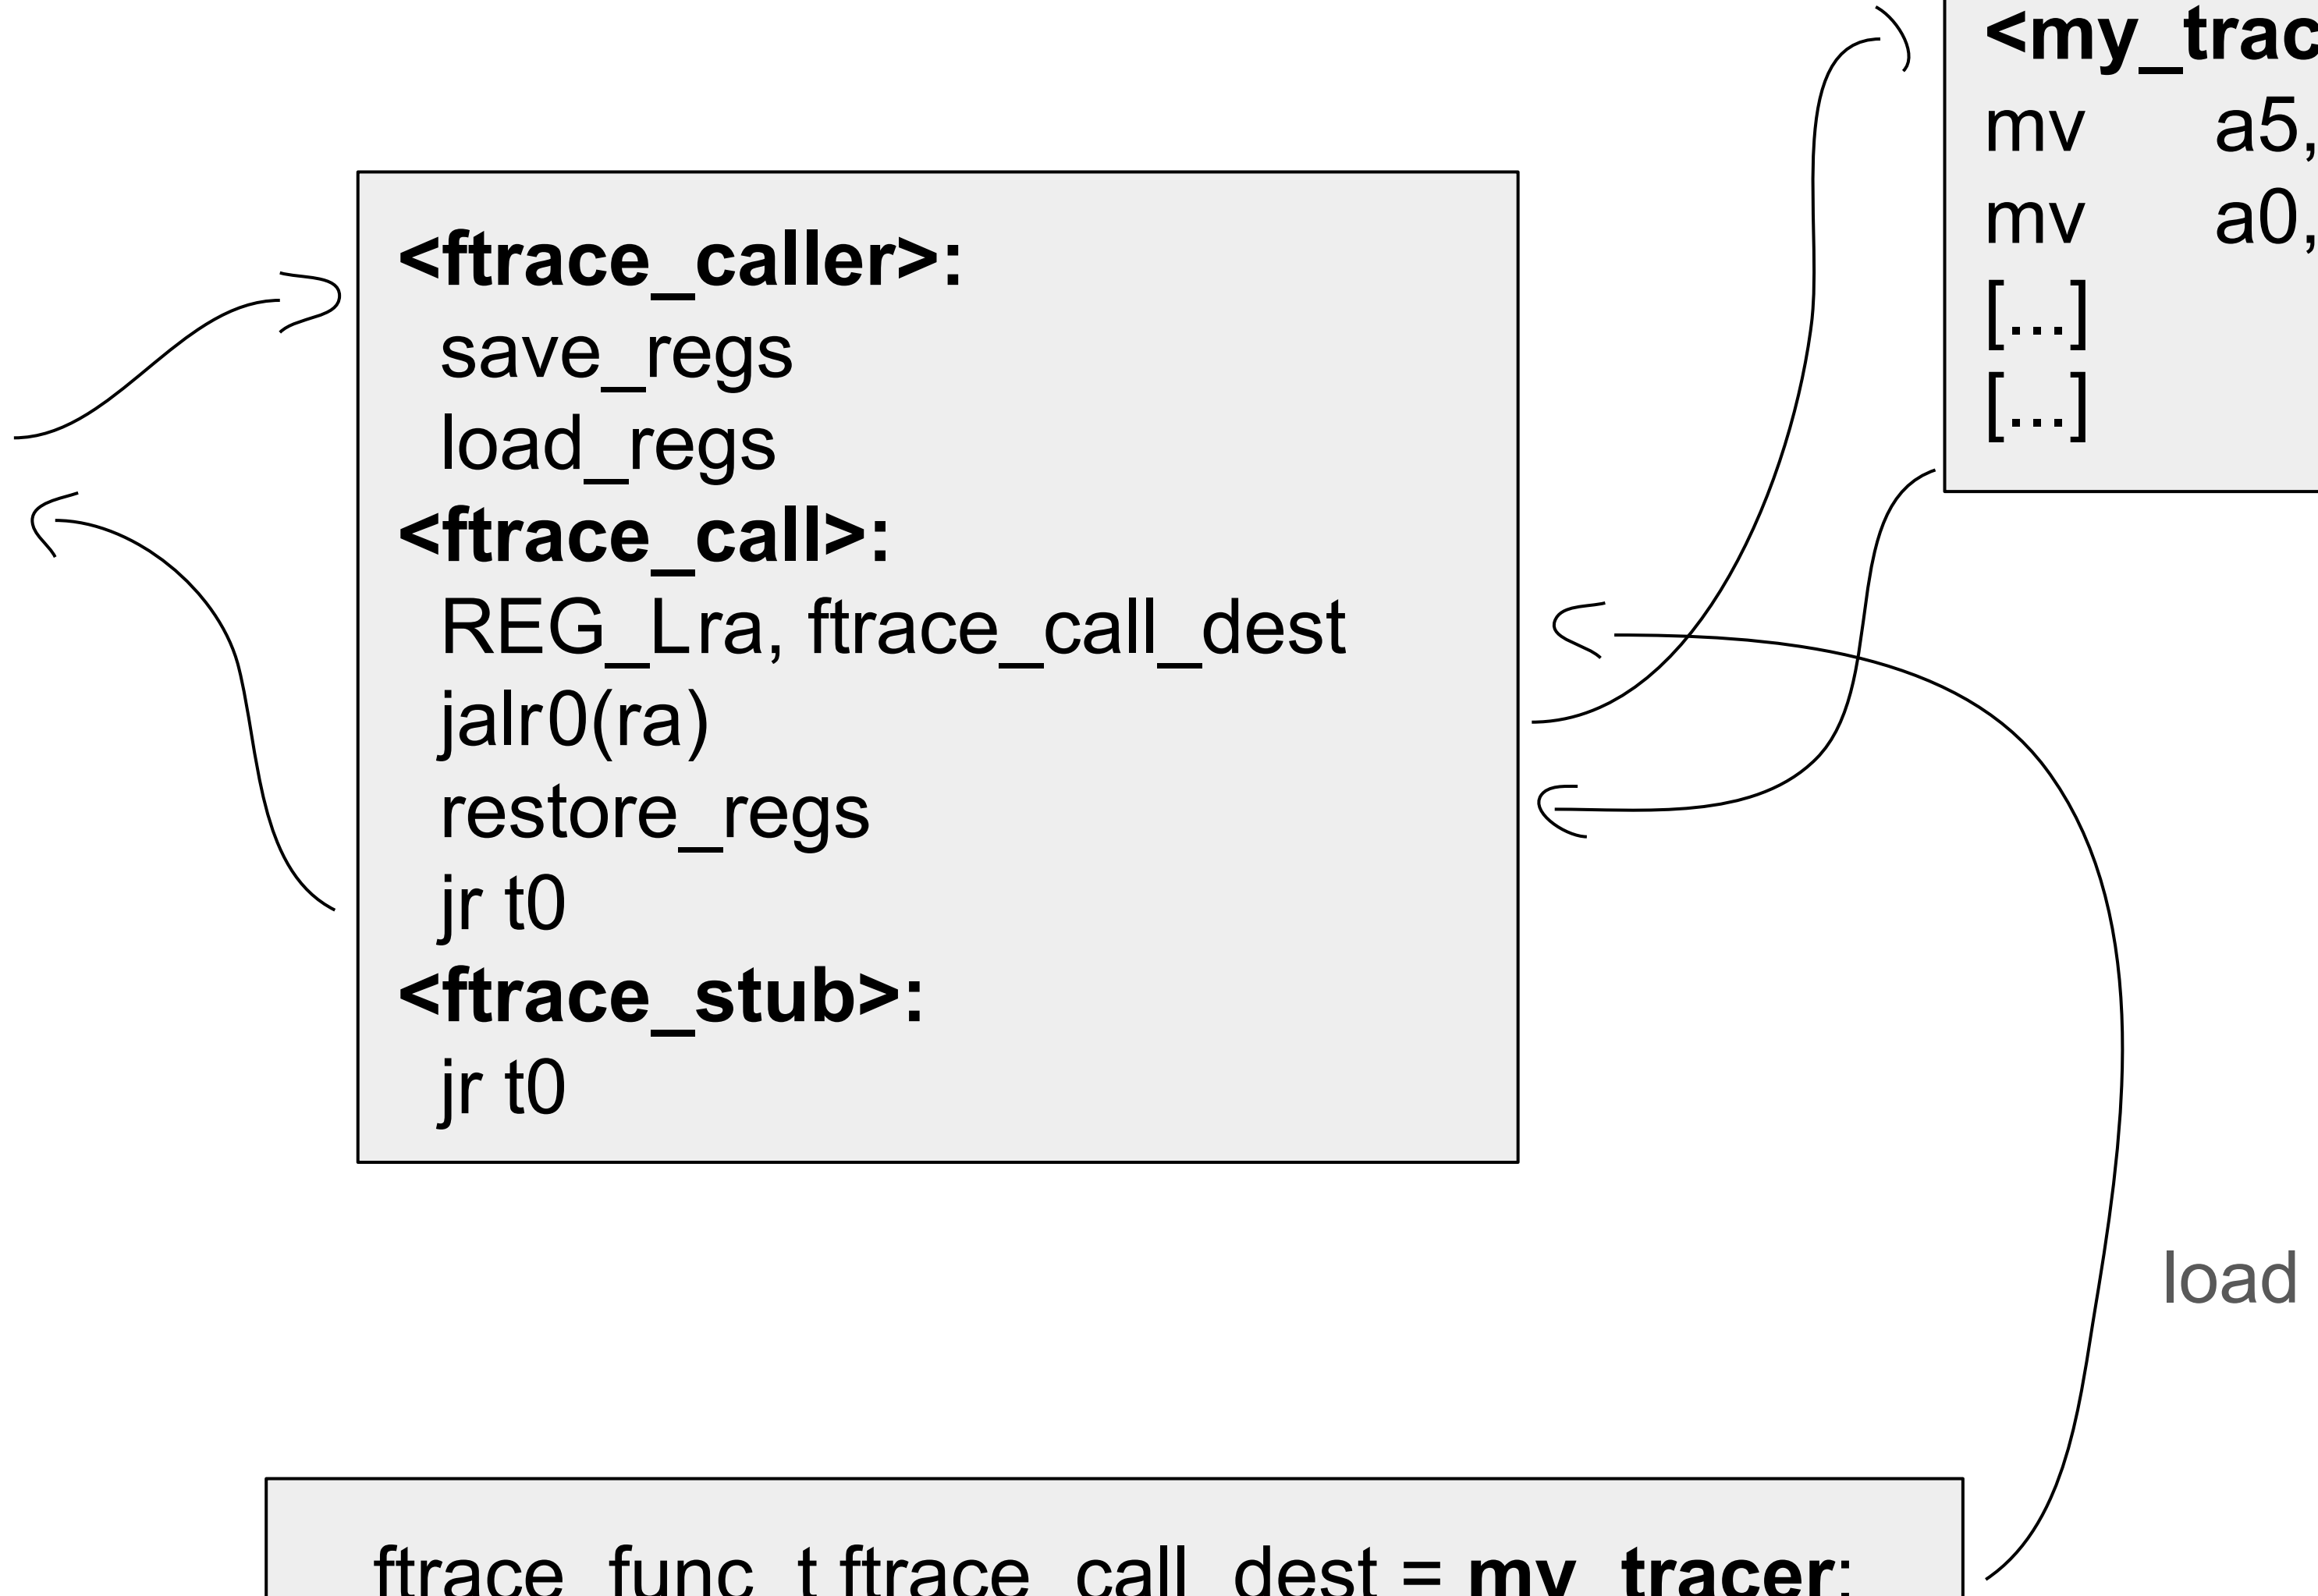 <ftrace_caller>:
save_regs
load_regs
<ftrace_call>:
REG_Lra, ftrace_call_dest
jalr0(ra)
restore_regs
jr t0
<ftrace_stub>:
jr t0
<my_trac
mv a5,
mv a0,
[...]
[...]
load
ftrace_func_t ftrace_call_dest = my_tracer;